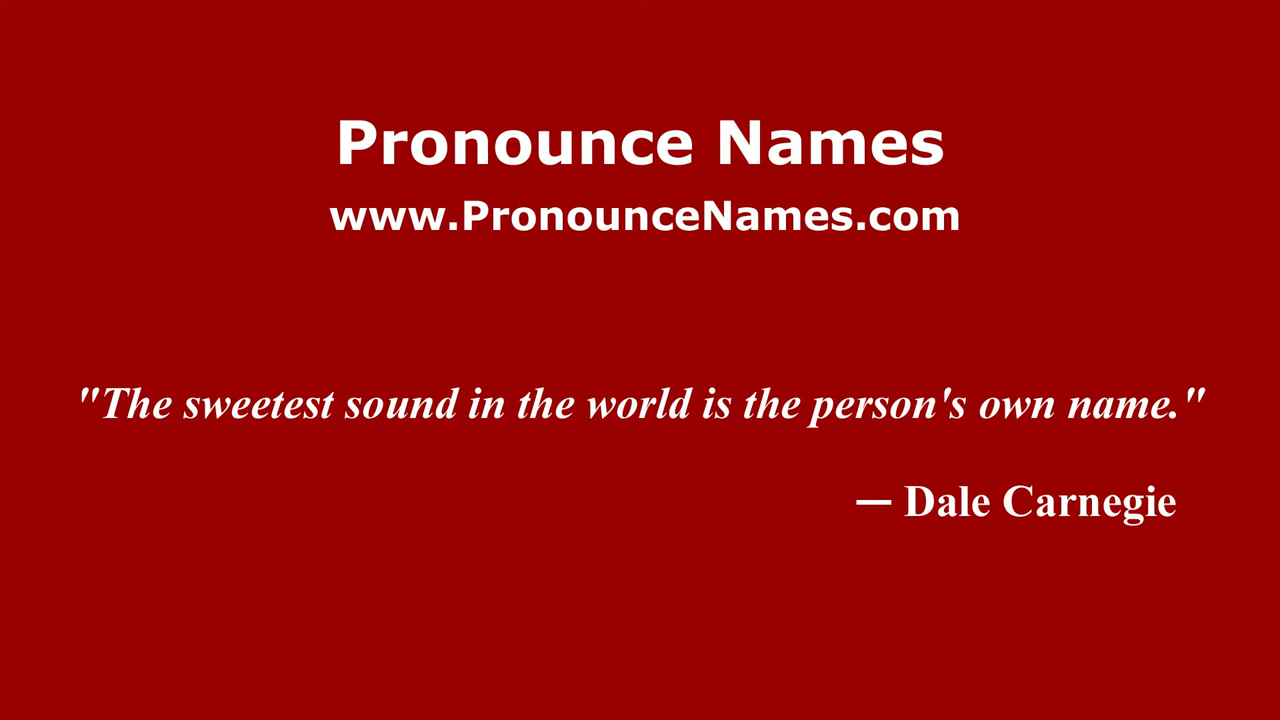 Pronounce Names
www.PronounceNames.com
"The sweetest sound in the world is the person's own name."
— Dale Carnegie